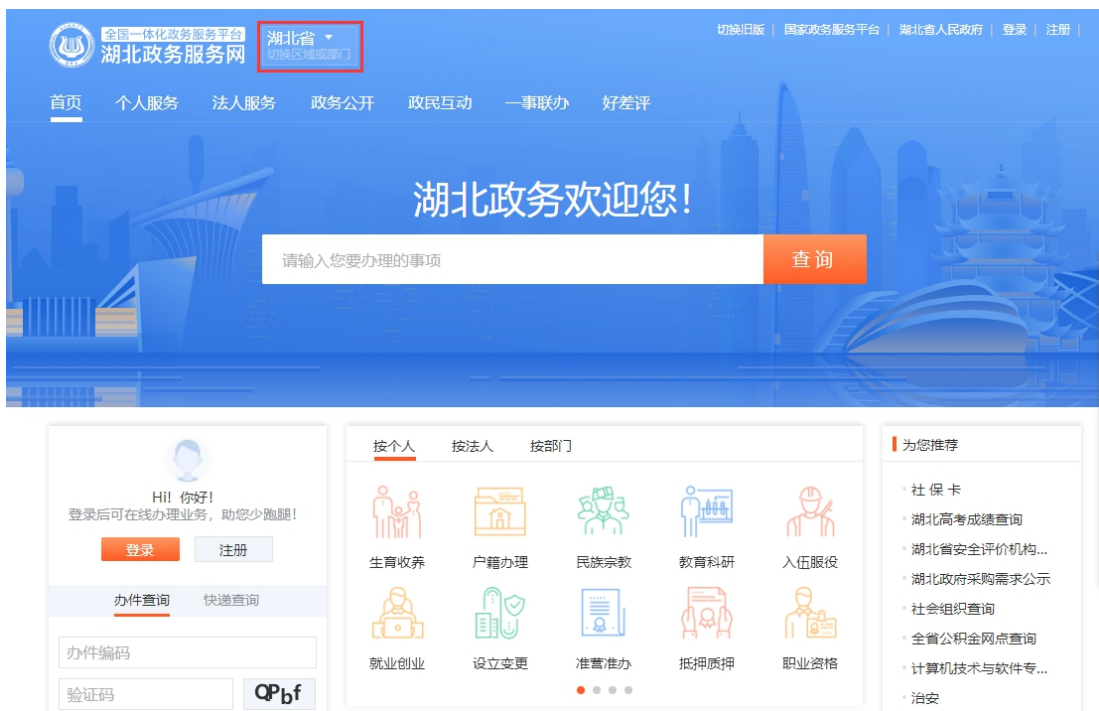 全国一体化政务服务平台
湖北政务服务网
湖北省
切换区域或部门
切换旧版 | 国家政务服务平台 | 湖北省人民政府 | 登录 | 注册 |
首页 个人服务 法人服务 政务公开 政民互动 一事联办 好差评
湖北政务欢迎您！
请输入您要办理的事项
查询
Hi! 你好!
登录后可在线办理业务，助您少跑腿!
登录 注册
办件查询 快递查询
办件编码
验证码
QPbf
按个人 按法人 按部门
生育收养 户籍办理 民族宗教 教育科研 入伍服役
就业创业 设立变更 准营准办 抵押质押 职业资格
为您推荐
社 保 卡
湖北高考成绩查询
湖北省安全评价机构...
湖北政府采购需求公示
社会组织查询
全省公积金网点查询
计算机技术与软件专...
治安